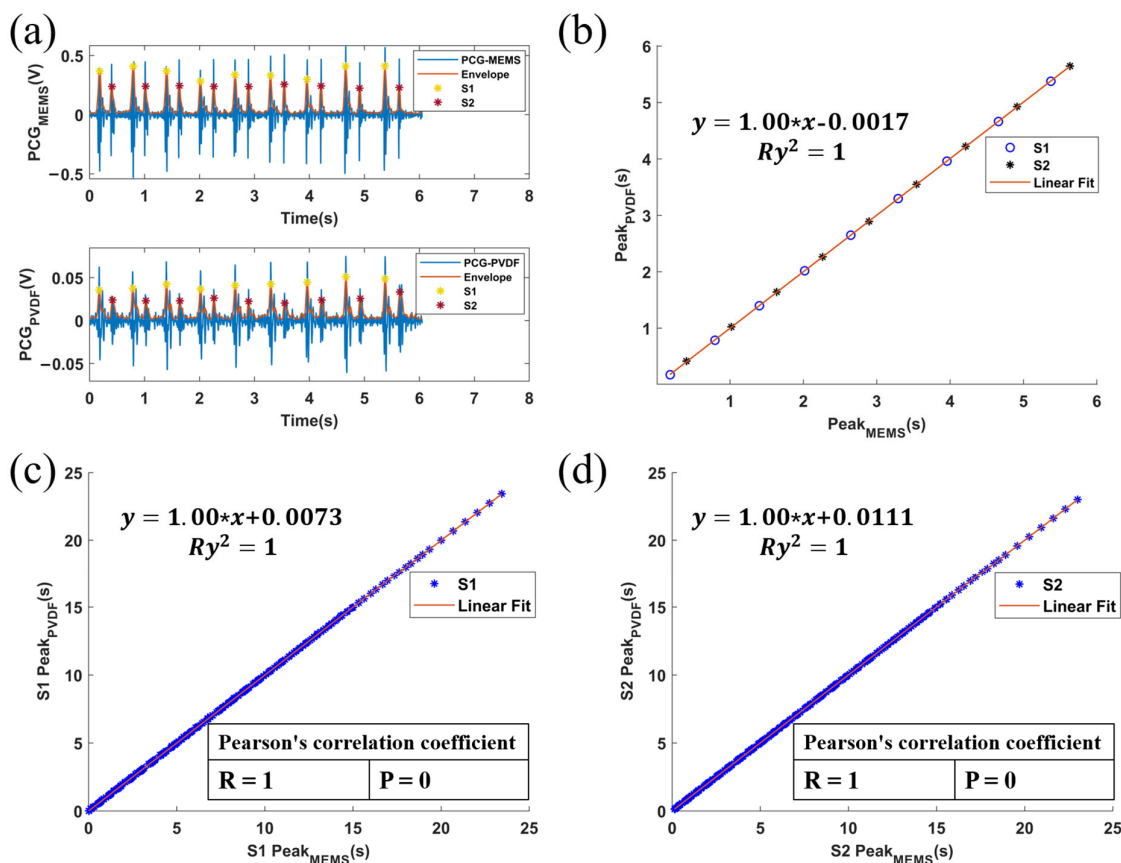 (a)
0.5
0
−0.5
PCG_MEMS(V)
PCG-MEMS
Envelope
S1
S2
0 1 2 3 4 5 6 7 8
Time(s)
0.05
0
−0.05
PCG_PVDF(V)
PCG-PVDF
Envelope
S1
S2
0 1 2 3 4 5 6 7 8
Time(s)
(b)
y = 1.00*x-0.0017
Ry² = 1
6
5
4
3
2
1
Peak_PVDF(s)
S1
S2
Linear Fit
1 2 3 4 5 6
Peak_MEMS(s)
(c)
25
20
15
10
5
0
S1 Peak_PVDF(s)
y = 1.00*x+0.0073
Ry² = 1
S1
Linear Fit
Pearson's correlation coefficient
R = 1 P = 0
0 5 10 15 20 25
S1 Peak_MEMS(s)
(d)
25
20
15
10
5
0
S2 Peak_PVDF(s)
y = 1.00*x+0.0111
Ry² = 1
S2
Linear Fit
Pearson's correlation coefficient
R = 1 P = 0
0 5 10 15 20 25
S2 Peak_MEMS(s)